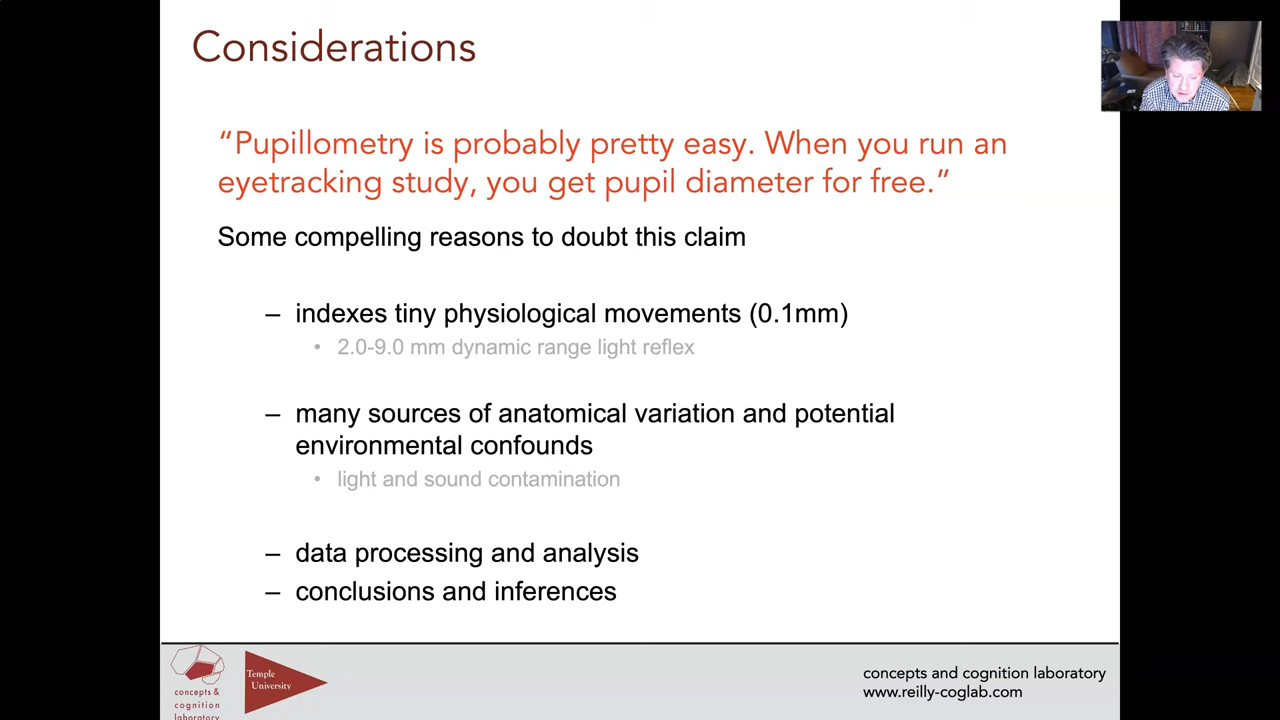 Considerations
“Pupillometry is probably pretty easy. When you run an
eyetracking study, you get pupil diameter for free.”
Some compelling reasons to doubt this claim
– indexes tiny physiological movements (0.1mm)
• 2.0-9.0 mm dynamic range light reflex
– many sources of anatomical variation and potential
environmental confounds
• light and sound contamination
– data processing and analysis
– conclusions and inferences
concepts &
cognition
laboratory
Temple
University
concepts and cognition laboratory
www.reilly-coglab.com